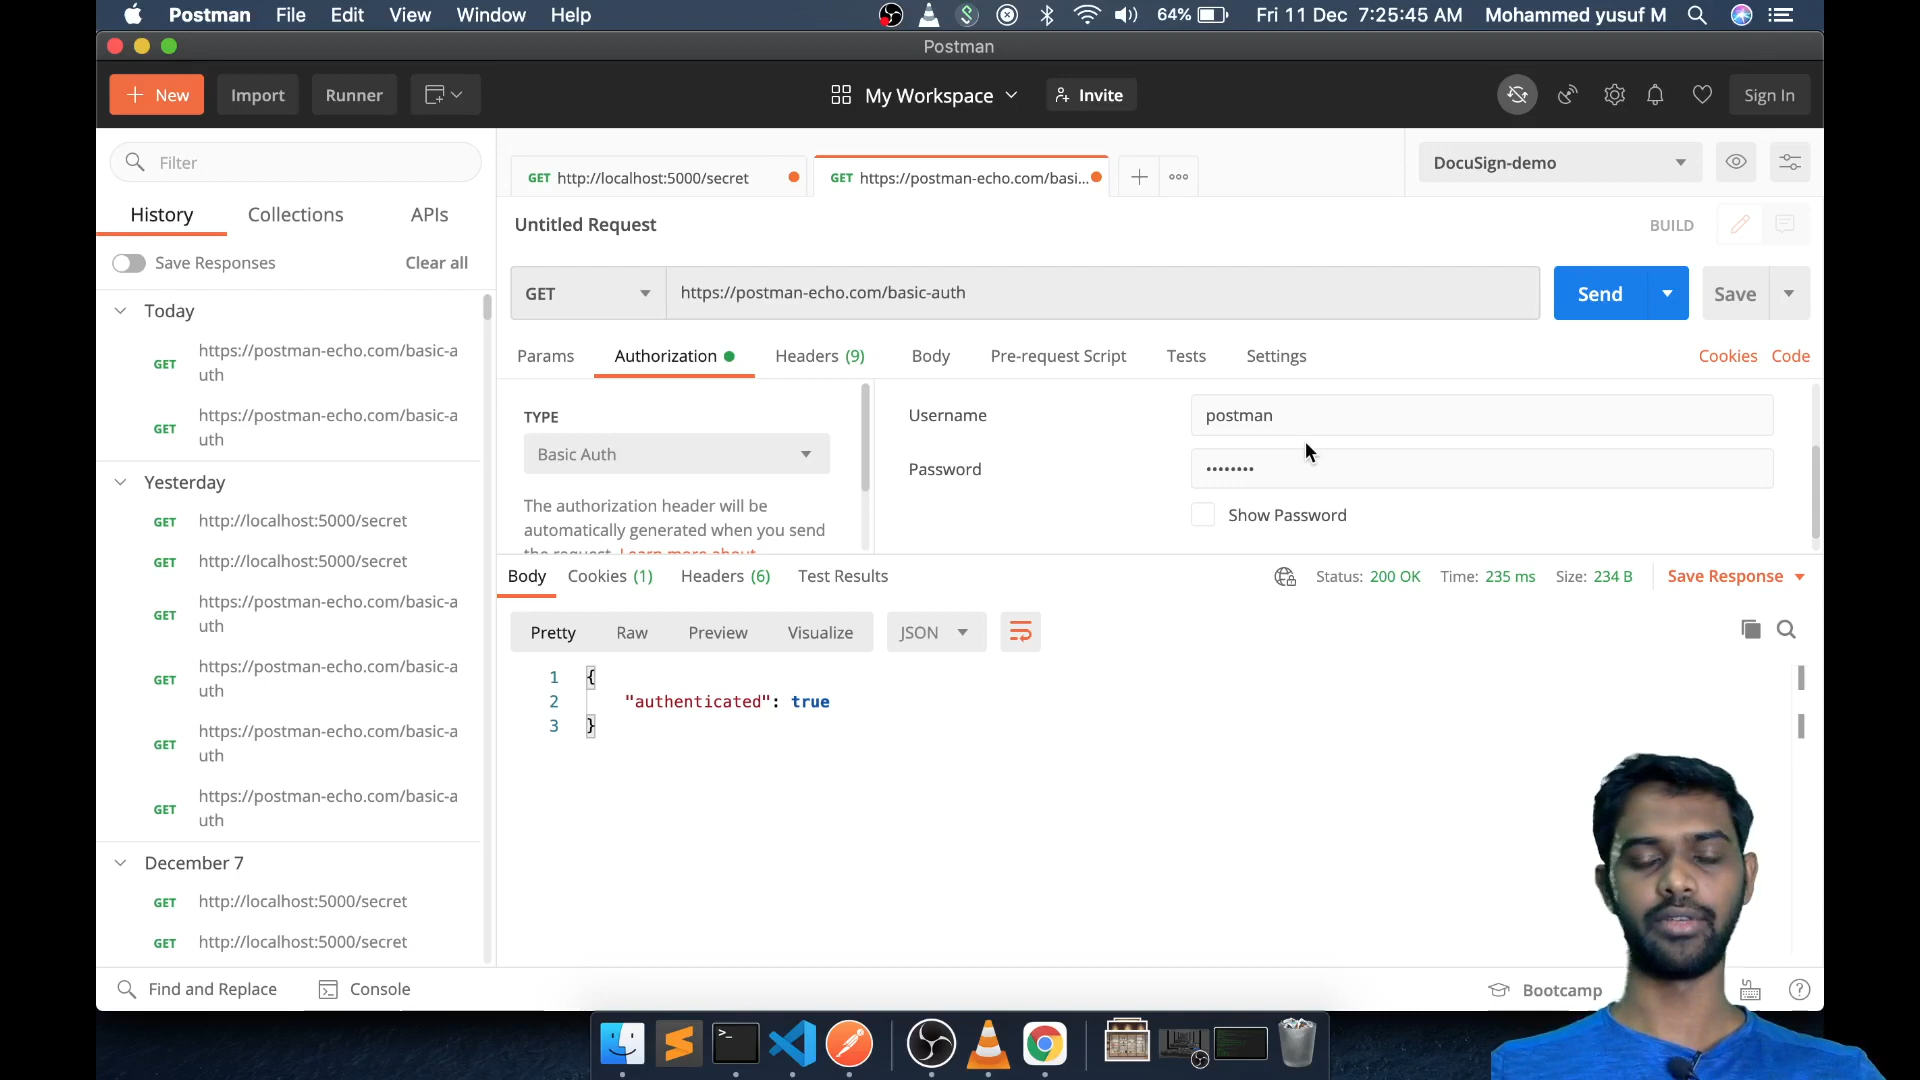 Postman File Edit View Window Help 64% Fri 11 Dec 7:25:45 AM Mohammed yusuf M
Postman
New Import Runner My Workspace Invite Sign In
Filter
GET http://localhost:5000/secret GET https://postman-echo.com/basi... DocuSign-demo
History Collections APIs
Untitled Request BUILD
Save Responses Clear all
GET https://postman-echo.com/basic-auth Send Save
Today
GET https://postman-echo.com/basic-a
uth
GET https://postman-echo.com/basic-a
uth
Yesterday
GET http://localhost:5000/secret
GET http://localhost:5000/secret
GET https://postman-echo.com/basic-a
uth
GET https://postman-echo.com/basic-a
uth
GET https://postman-echo.com/basic-a
uth
GET https://postman-echo.com/basic-a
uth
December 7
GET http://localhost:5000/secret
GET http://localhost:5000/secret
Params Authorization Headers (9) Body Pre-request Script Tests Settings Cookies Code
TYPE
Basic Auth
The authorization header will be
automatically generated when you send
the request. Learn more about
Username postman
Password ••••••••
Show Password
Body Cookies (1) Headers (6) Test Results Status: 200 OK Time: 235 ms Size: 234 B Save Response
Pretty Raw Preview Visualize JSON
1 {
2 "authenticated": true
3 }
Find and Replace Console Bootcamp